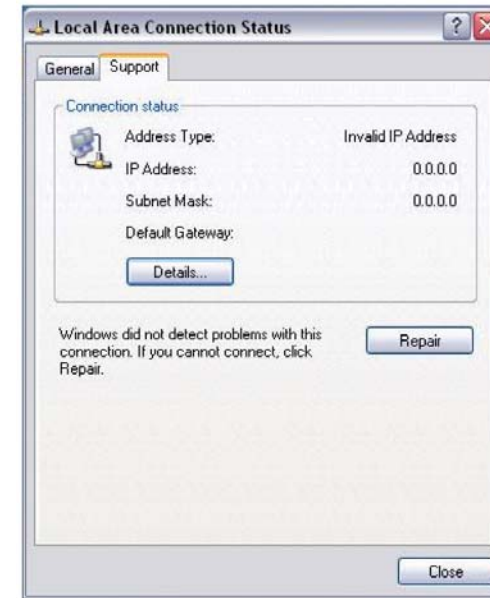 Local Area Connection Status
General Support
Connection status
Address Type: Invalid IP Address
IP Address: 0.0.0.0
Subnet Mask: 0.0.0.0
Default Gateway:
Details...
Windows did not detect problems with this
connection. If you cannot connect, click
Repair.
Repair
Close